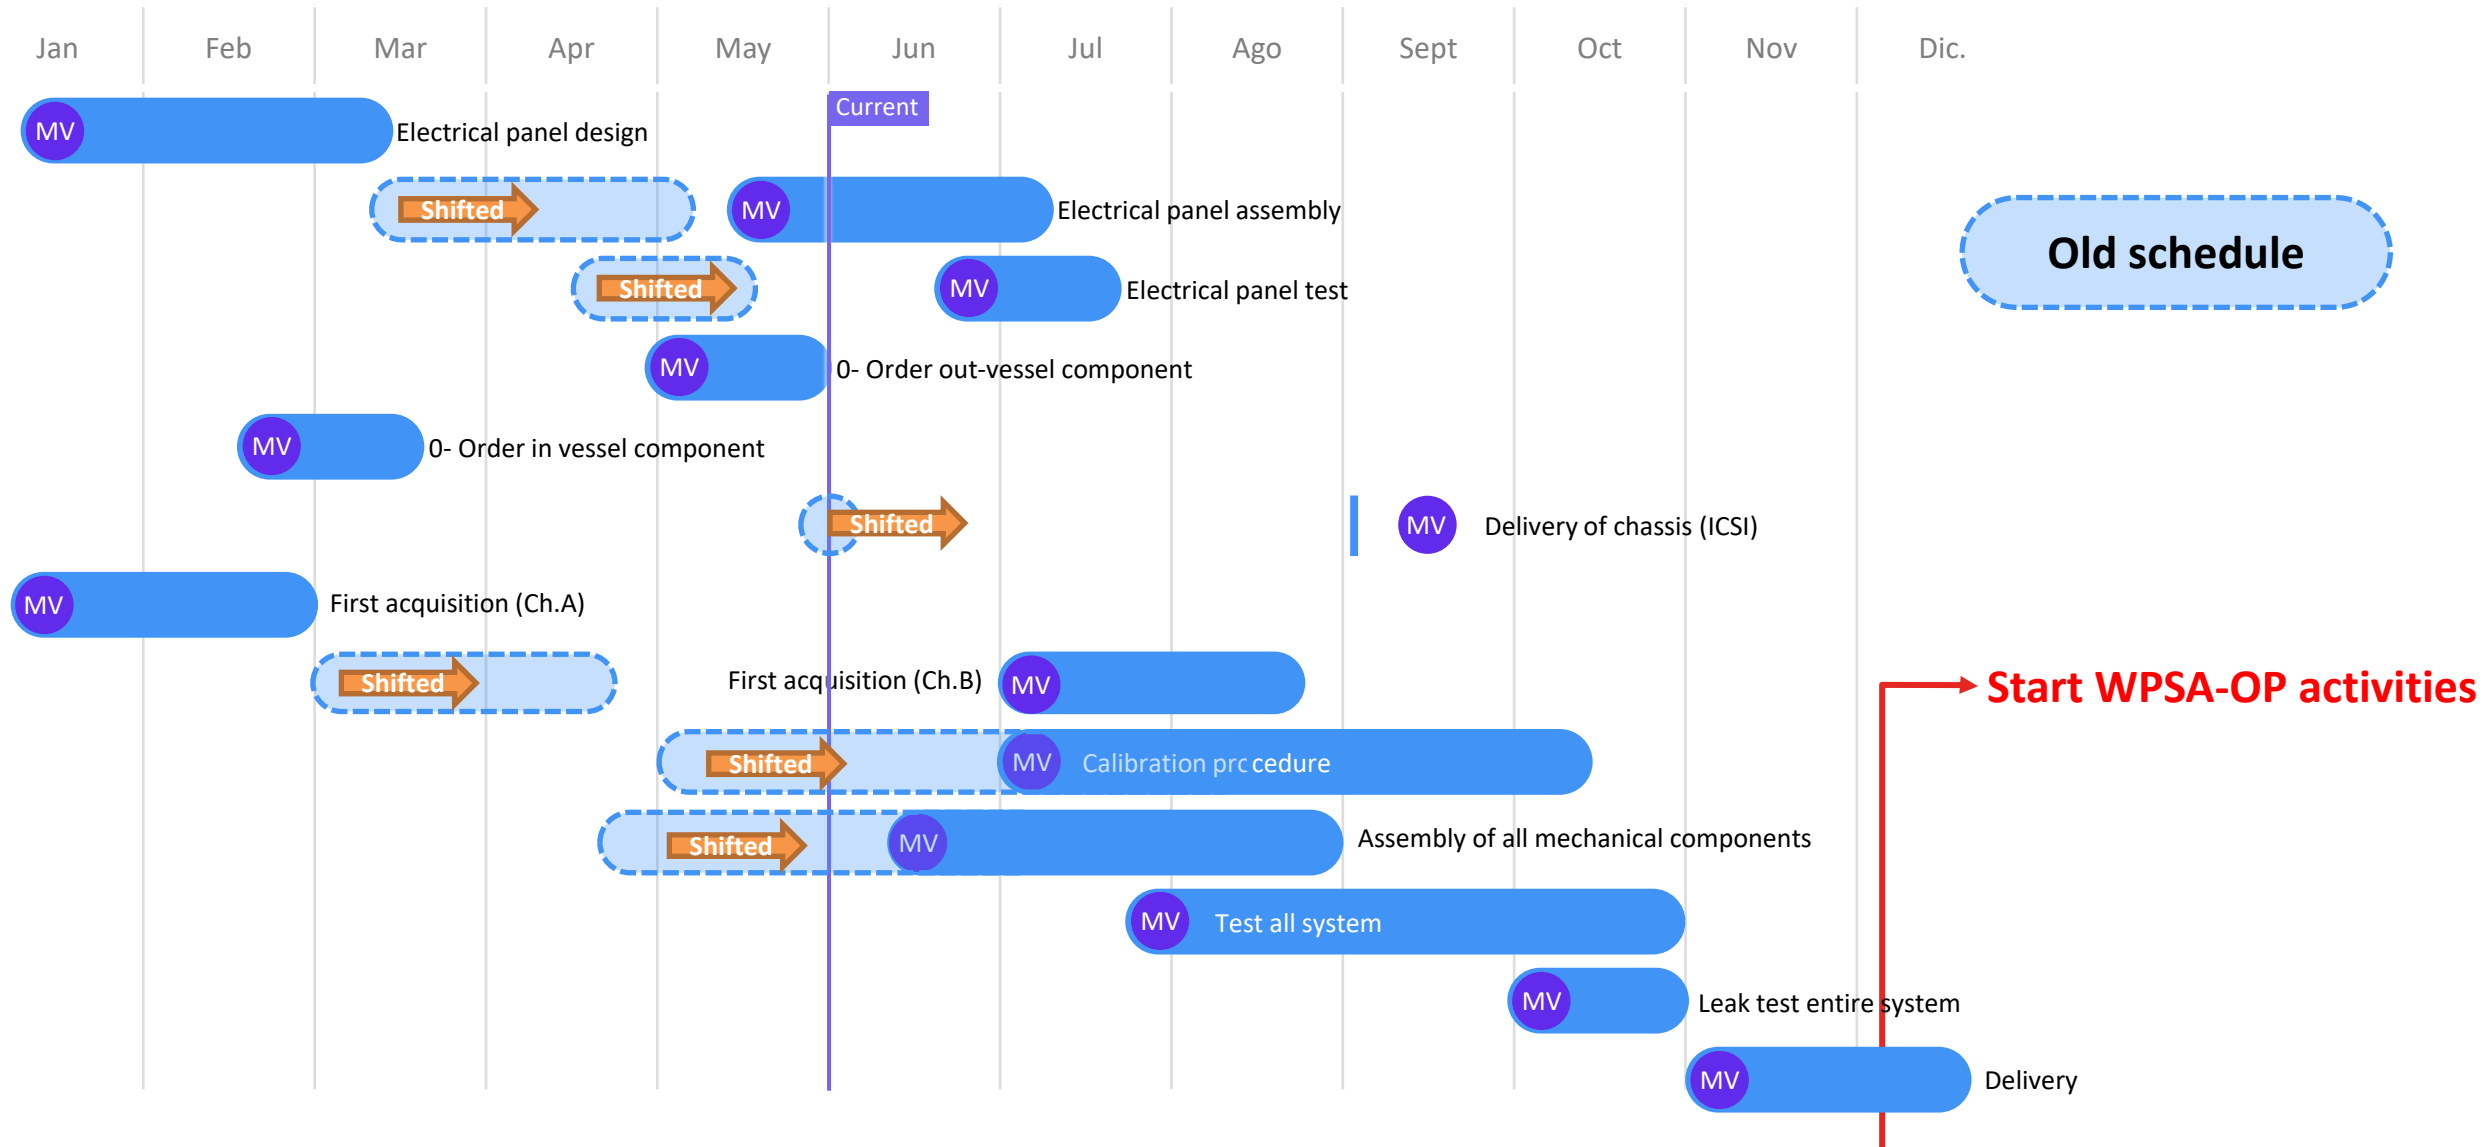 Jan Feb Mar Apr May Jun Jul Ago Sept Oct Nov Dic.
Current
MV Electrical panel design
Shifted MV Electrical panel assembly
Old schedule
Shifted MV Electrical panel test
MV 0- Order out-vessel component
MV 0- Order in vessel component
Shifted MV Delivery of chassis (ICSI)
MV First acquisition (Ch.A)
Shifted First acquisition (Ch.B) MV
Start WPSA-OP activities
Shifted MV Calibration prccedure
Shifted MV Assembly of all mechanical components
MV Test all system
MV Leak test entire system
MV Delivery